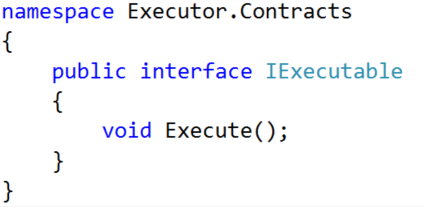 namespace Executor.Contracts
{
    public interface IExecutable
    {
        void Execute();
    }
}